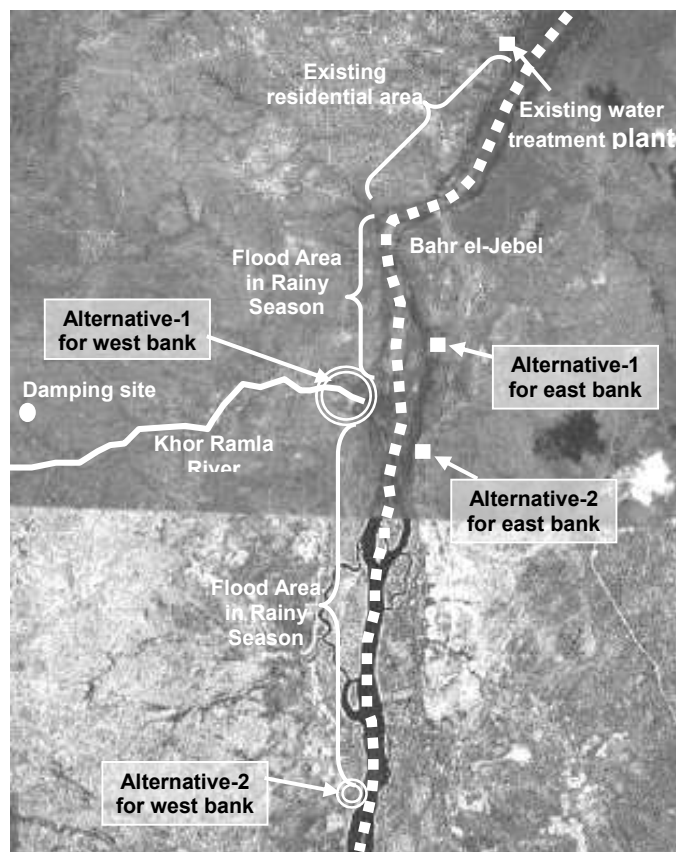 Existing
residential area
Existing water
treatment plant
Bahr el-Jebel
Flood Area
in Rainy
Season
Alternative-1
for west bank
Alternative-1
for east bank
Damping site
Khor Ramla
River
Alternative-2
for east bank
Flood Area
in Rainy
Season
Alternative-2
for west bank